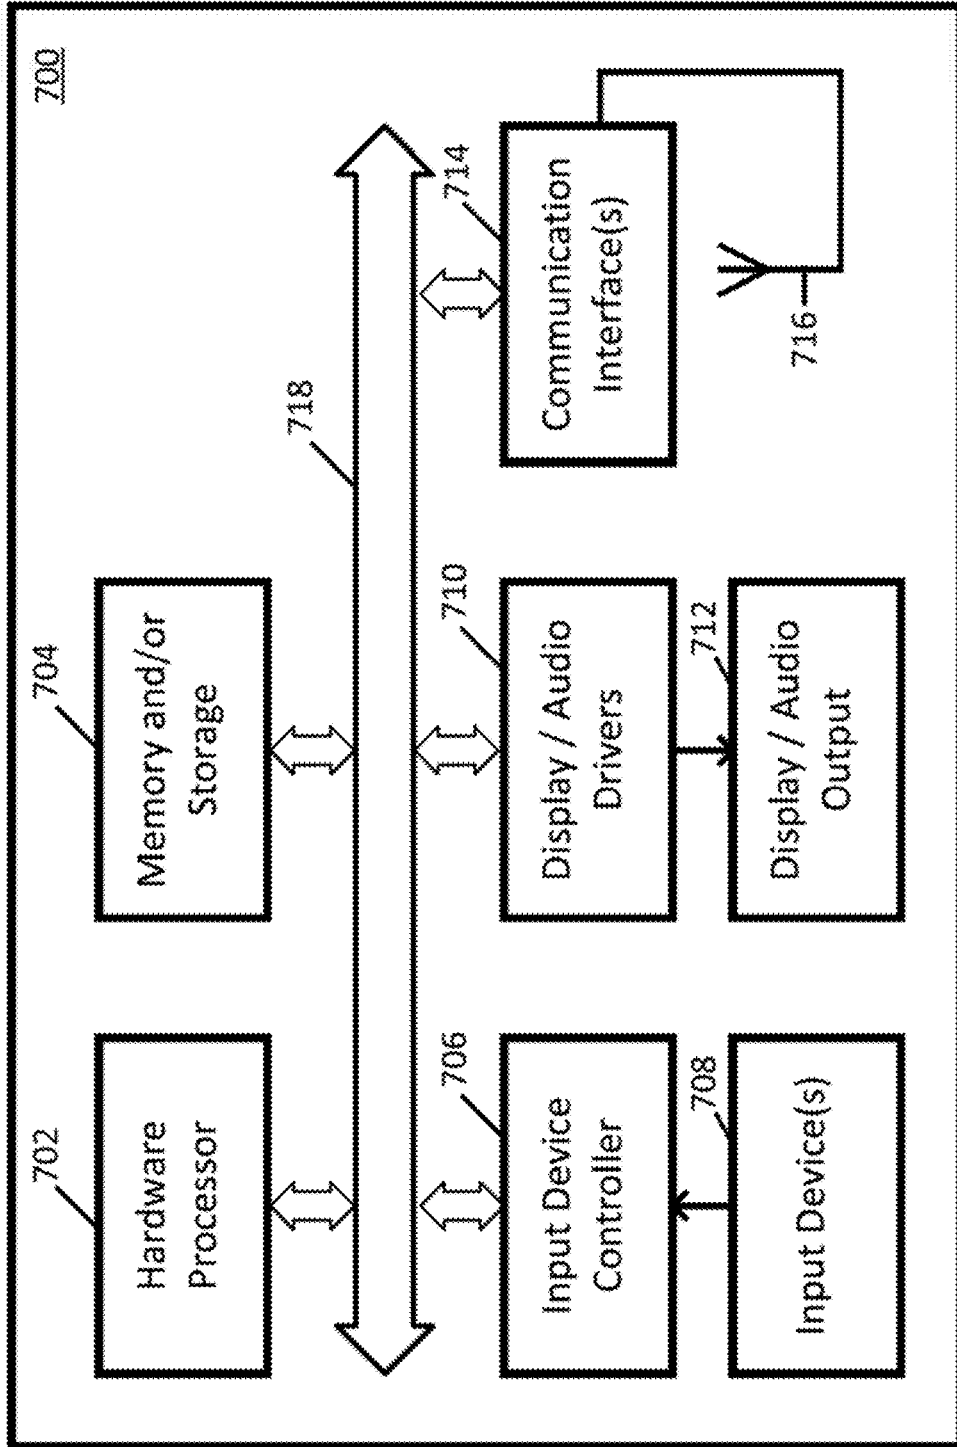 700
702
Hardware
Processor
704
Memory and/or
Storage
718
706
Input Device
Controller
710
Display / Audio
Drivers
714
Communication
Interface(s)
708
Input Device(s)
712
Display / Audio
Output
716